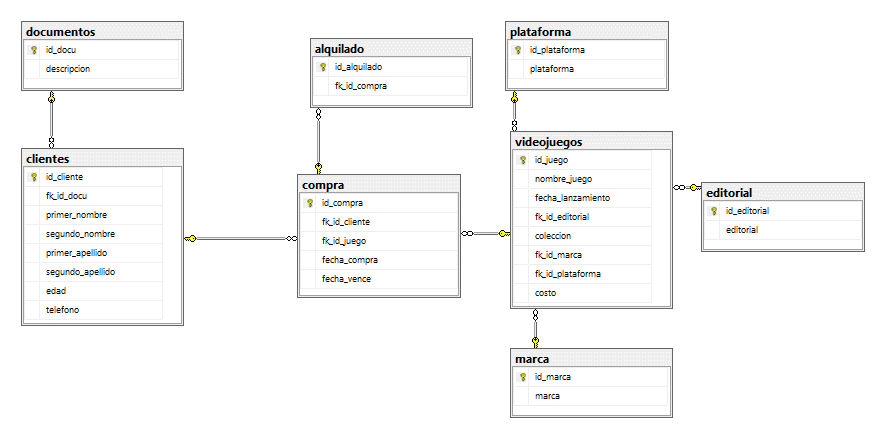 documentos
id_docu
descripcion
clientes
id_cliente
fk_id_docu
primer_nombre
segundo_nombre
primer_apellido
segundo_apellido
edad
telefono
alquilado
id_alquilado
fk_id_compra
compra
id_compra
fk_id_cliente
fk_id_juego
fecha_compra
fecha_vence
plataforma
id_plataforma
plataforma
videojuegos
id_juego
nombre_juego
fecha_lanzamiento
fk_id_editorial
coleccion
fk_id_marca
fk_id_plataforma
costo
marca
id_marca
marca
editorial
id_editorial
editorial